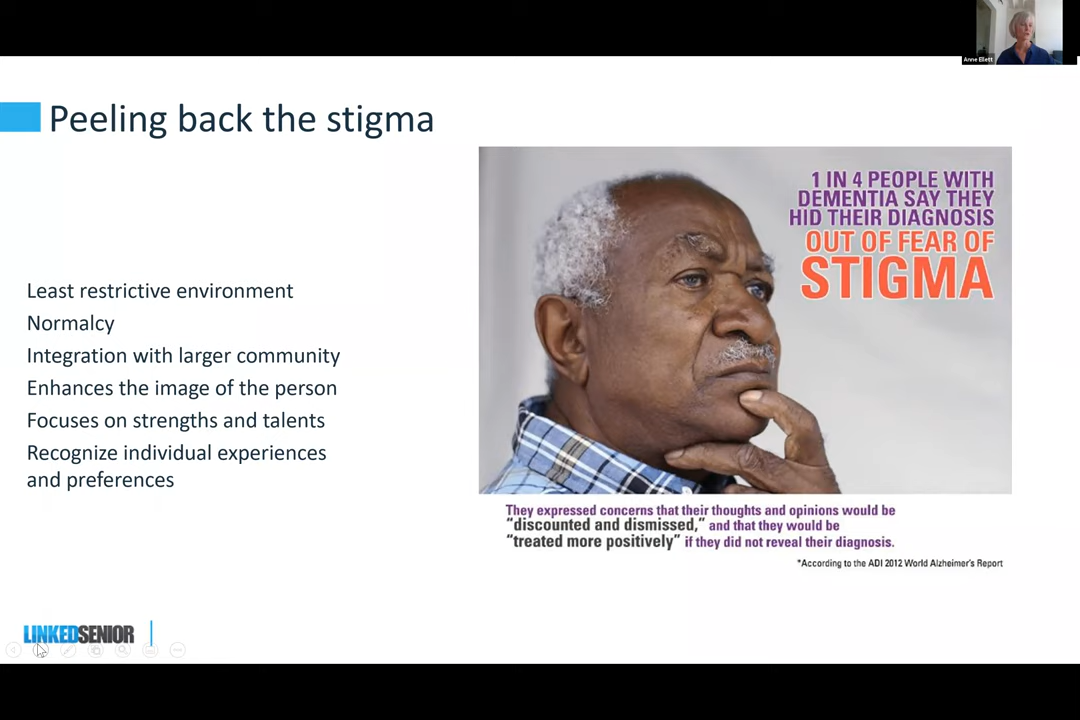 Anne Ellett
Peeling back the stigma
Least restrictive environment
Normalcy
Integration with larger community
Enhances the image of the person
Focuses on strengths and talents
Recognize individual experiences
and preferences
1 IN 4 PEOPLE WITH
DEMENTIA SAY THEY
HID THEIR DIAGNOSIS
OUT OF FEAR OF
STIGMA
They expressed concerns that their thoughts and opinions would be
“discounted and dismissed,” and that they would be
“treated more positively” if they did not reveal their diagnosis.
*According to the ADI 2012 World Alzheimer's Report
LINKEDSENIOR